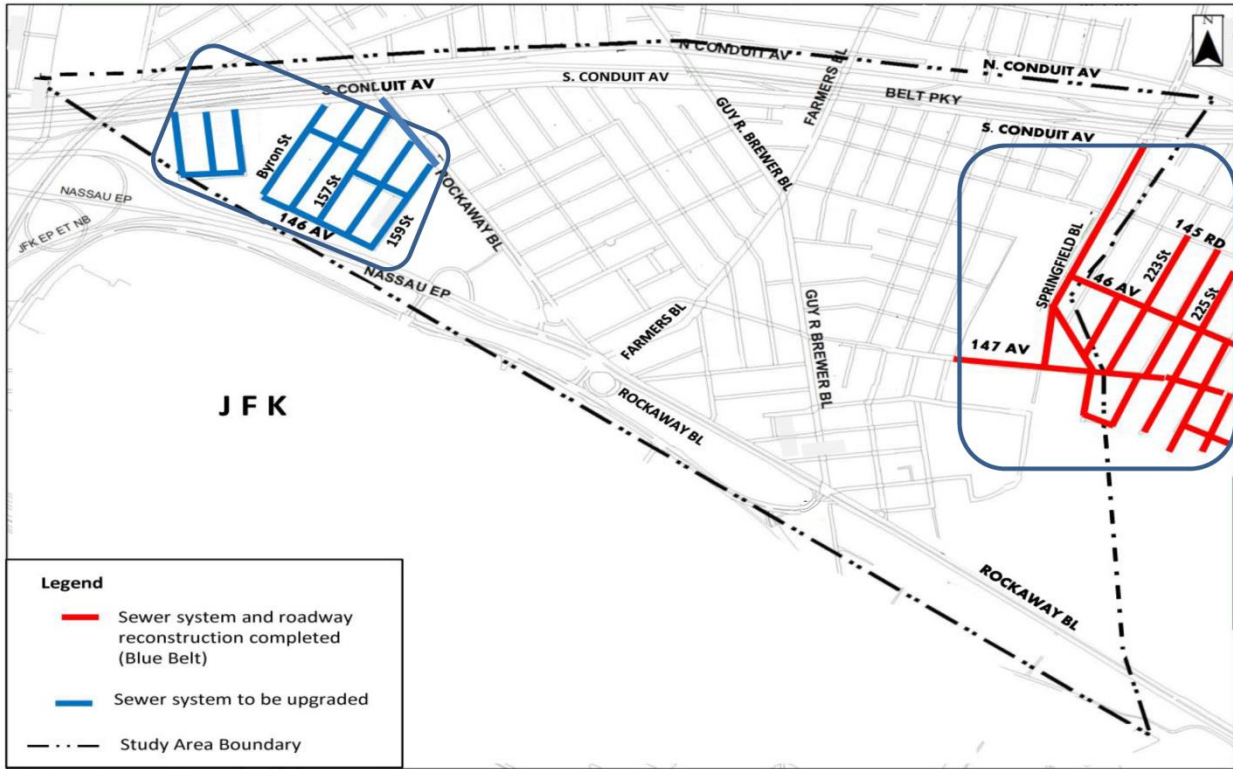 N
N CONDUIT AV
N. CONDUIT AV
S. CONDUIT AV
S CONDUIT AV
BELT PKY
S. CONDUIT AV
FARMERS BL
GUY R. BREWER BL
Byron St
157 St
159 St
146 AV
ROCKAWAY BL
NASSAU EP
JFK EP ET NB
NASSAU EP
SPRINGFIELD BL
145 RD
223 St
146 AV
225 St
147 AV
FARMERS BL
GUY R BREWER BL
JFK
ROCKAWAY BL
ROCKAWAY BL
Legend
Sewer system and roadway
reconstruction completed
(Blue Belt)
Sewer system to be upgraded
Study Area Boundary